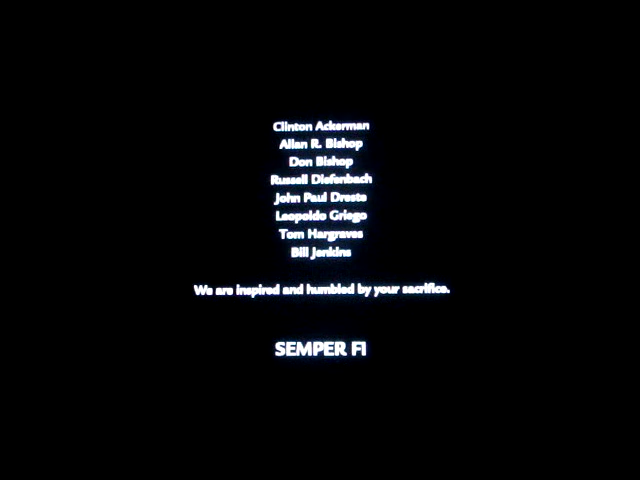 Clinton Ackerman
Allan R. Bishop
Don Bishop
Russell Diefenbach
John Paul Dreste
Leopoldo Griego
Tom Hargraves
Bill Jenkins
We are inspired and humbled by your sacrifice.
SEMPER FI